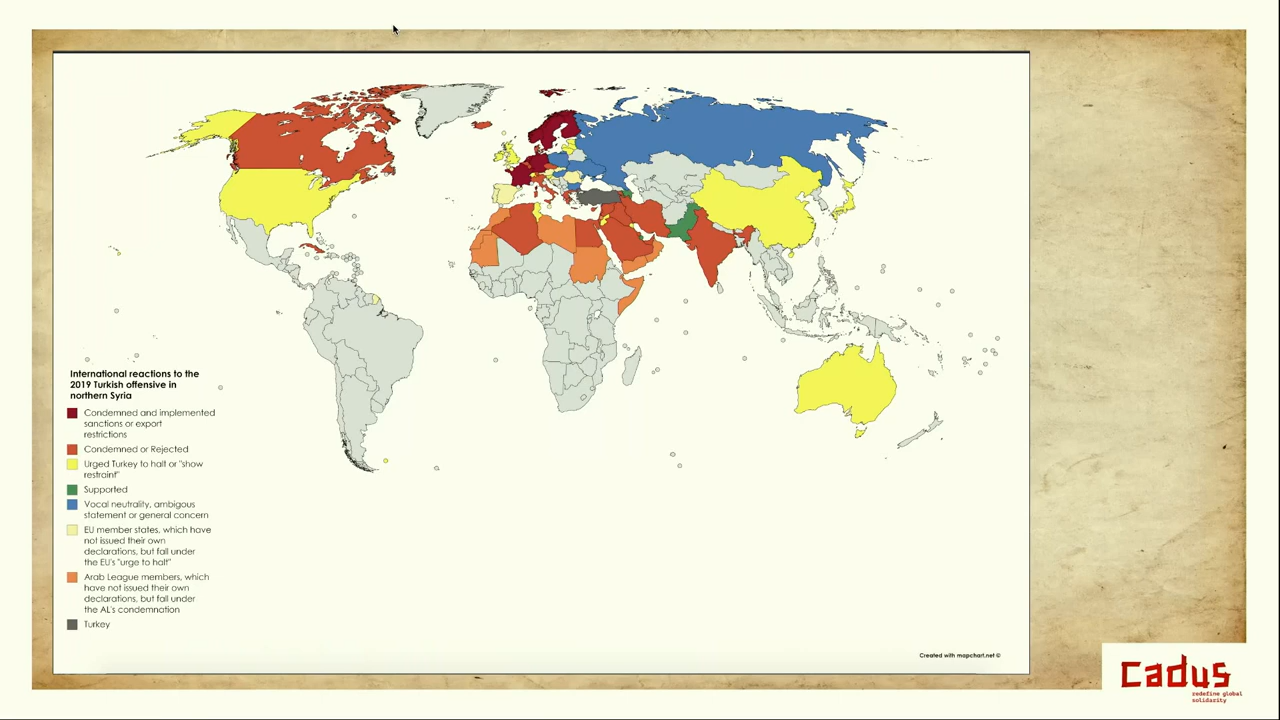 International reactions to the
2019 Turkish offensive in
northern Syria
Condemned and implemented
sanctions or export
restrictions
Condemned or Rejected
Urged Turkey to halt or "show
restraint"
Supported
Vocal neutrality, ambigous
statement or general concern
EU member states, which have
not issued their own
declarations, but fall under
the EU's "urge to halt"
Arab League members, which
have not issued their own
declarations, but fall under
the AL's condemnation
Turkey
Created with mapchart.net ©
cadus
redefine global
solidarity